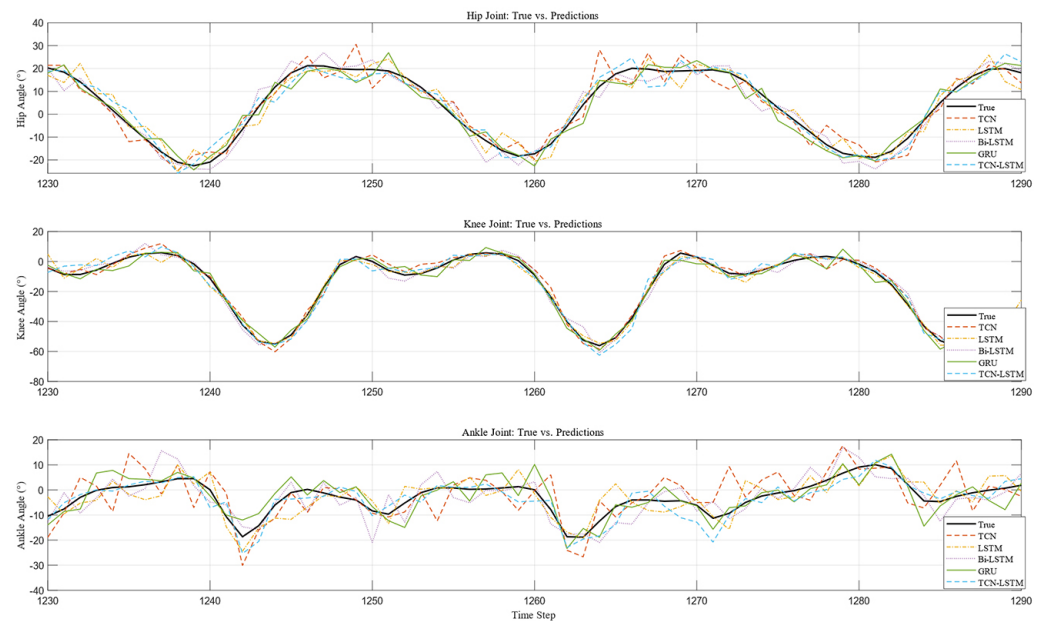 Hip Joint: True vs. Predictions
40
30
20
10
0
-10
-20
Hip Angle (°)
1230 1240 1250 1260 1270 1280 1290
True
TCN
LSTM
Bi-LSTM
GRU
TCN-LSTM
Knee Joint: True vs. Predictions
20
0
-20
-40
-60
-80
Knee Angle (°)
1230 1240 1250 1260 1270 1280 1290
True
TCN
LSTM
Bi-LSTM
GRU
TCN-LSTM
Ankle Joint: True vs. Predictions
20
10
0
-10
-20
-30
-40
Ankle Angle (°)
1230 1240 1250 1260 1270 1280 1290
True
TCN
LSTM
Bi-LSTM
GRU
TCN-LSTM
Time Step